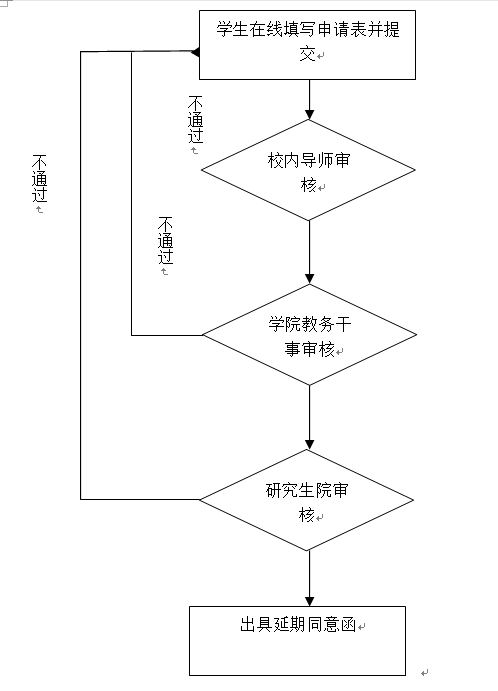 学生在线填写申请表并提
交
不通过
校内导师审
核
不通过
不通过
学院教务干
事审核
研究生院审
核
出具延期同意函